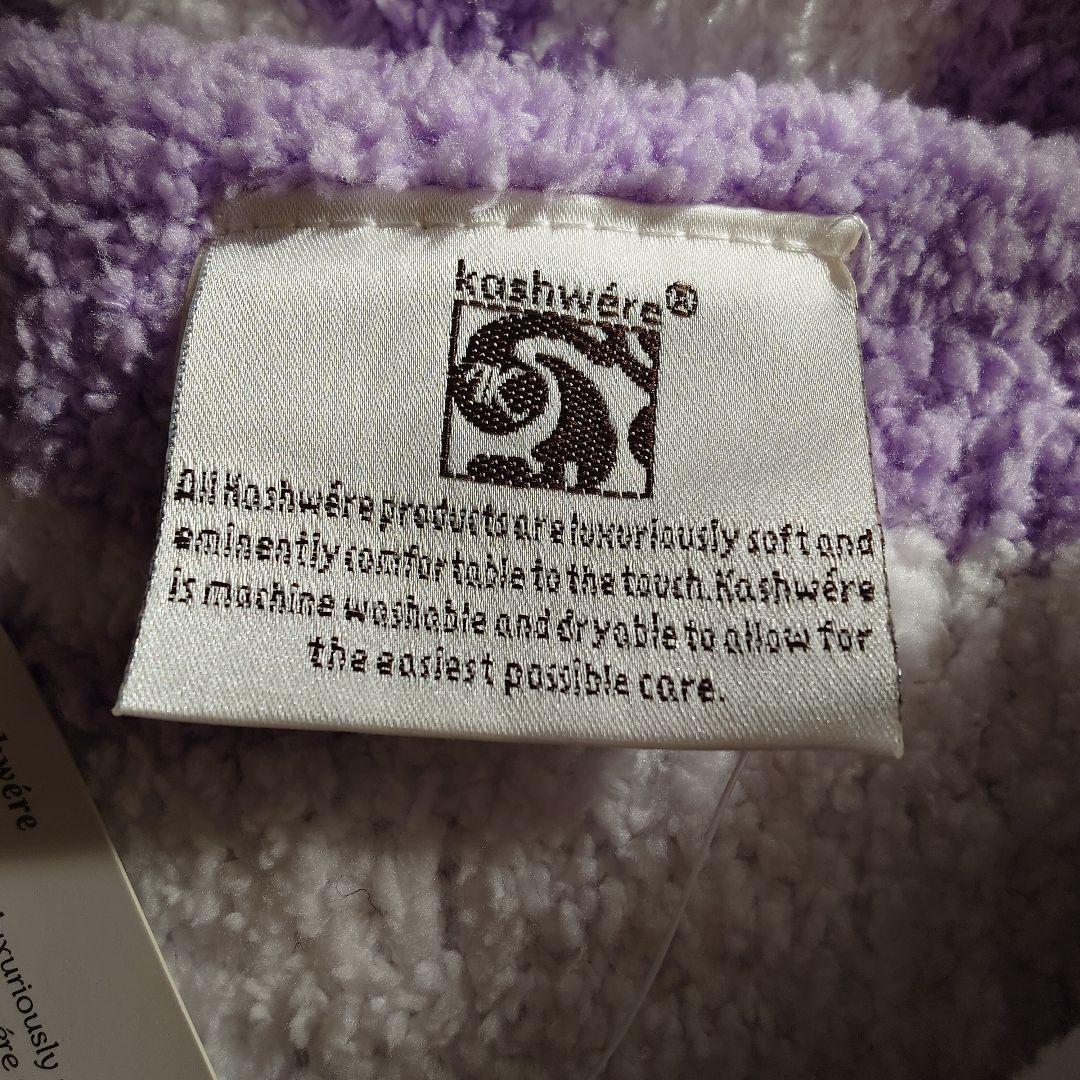 kashwére®
K
All Kashwére products are luxuriously soft and
eminently comfortable to the touch. Kashwére
is machine washable and dryable to allow for
the easiest possible care.